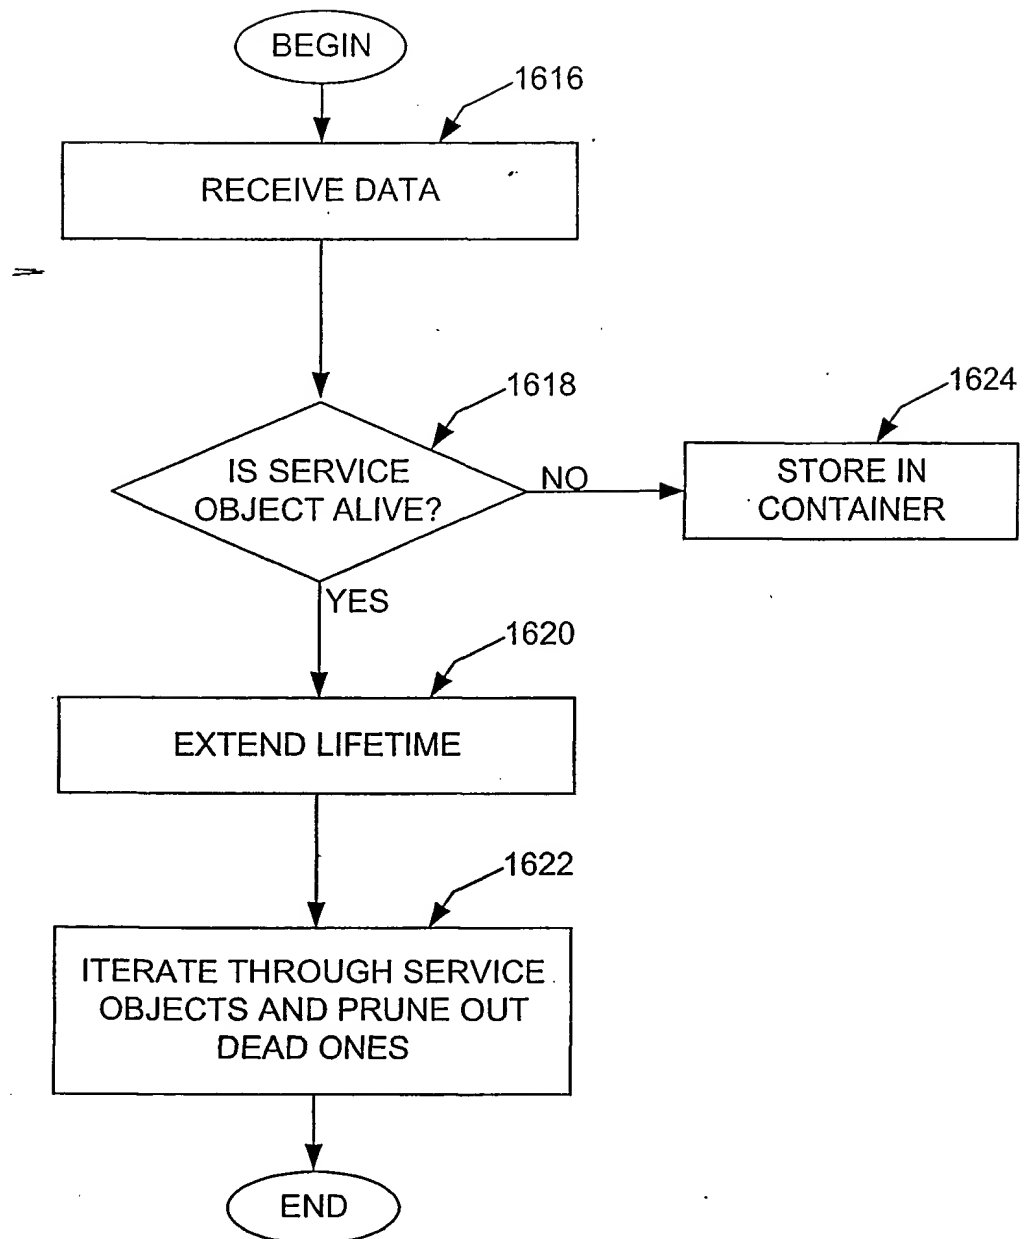 BEGIN
1616
RECEIVE DATA
1618
IS SERVICE
OBJECT ALIVE?
NO
1624
STORE IN
CONTAINER
YES
1620
EXTEND LIFETIME
1622
ITERATE THROUGH SERVICE
OBJECTS AND PRUNE OUT
DEAD ONES
END